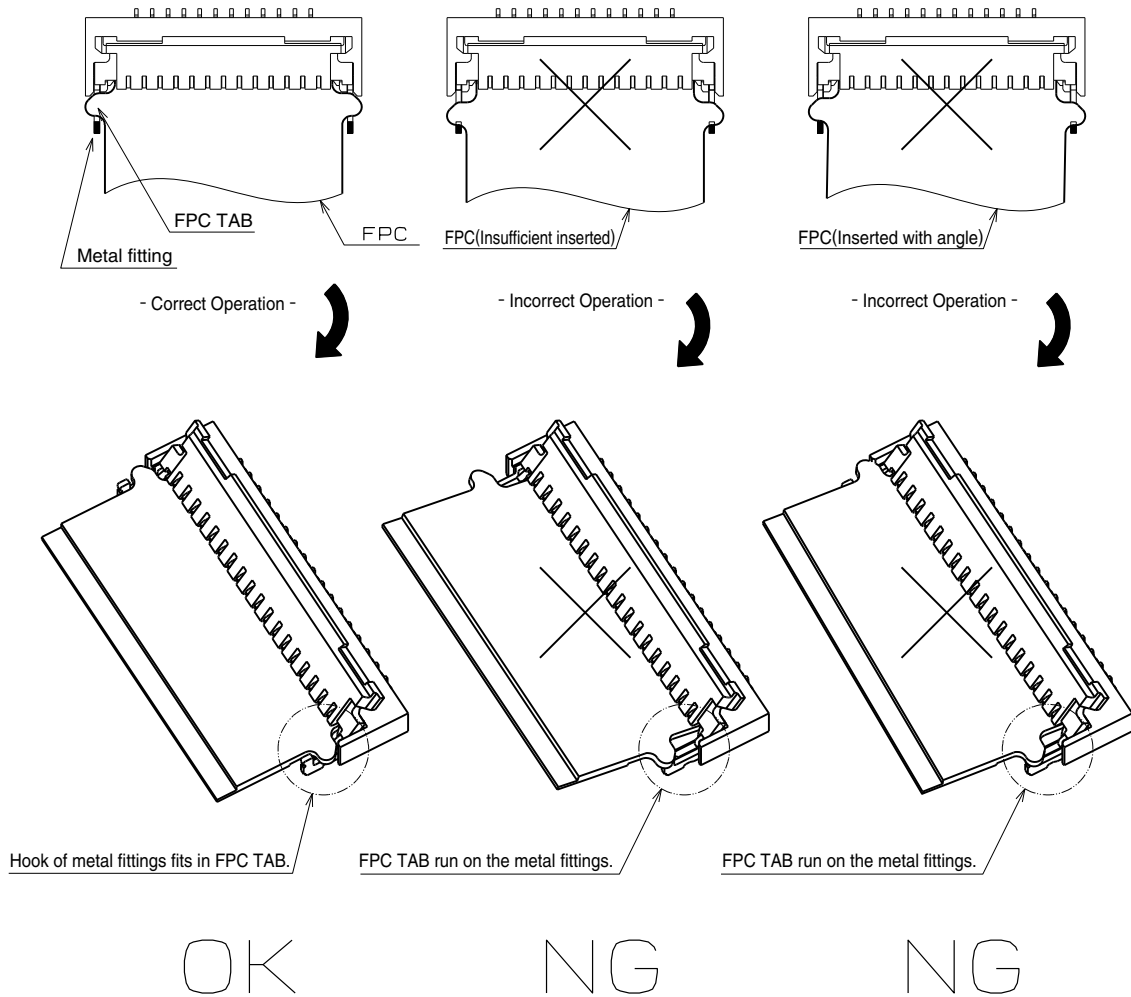 FPC TAB
FPC
Metal fitting
FPC(Insufficient inserted)
FPC(Inserted with angle)
- Correct Operation -
- Incorrect Operation -
- Incorrect Operation -
Hook of metal fittings fits in FPC TAB.
FPC TAB run on the metal fittings.
FPC TAB run on the metal fittings.
OK
NG
NG